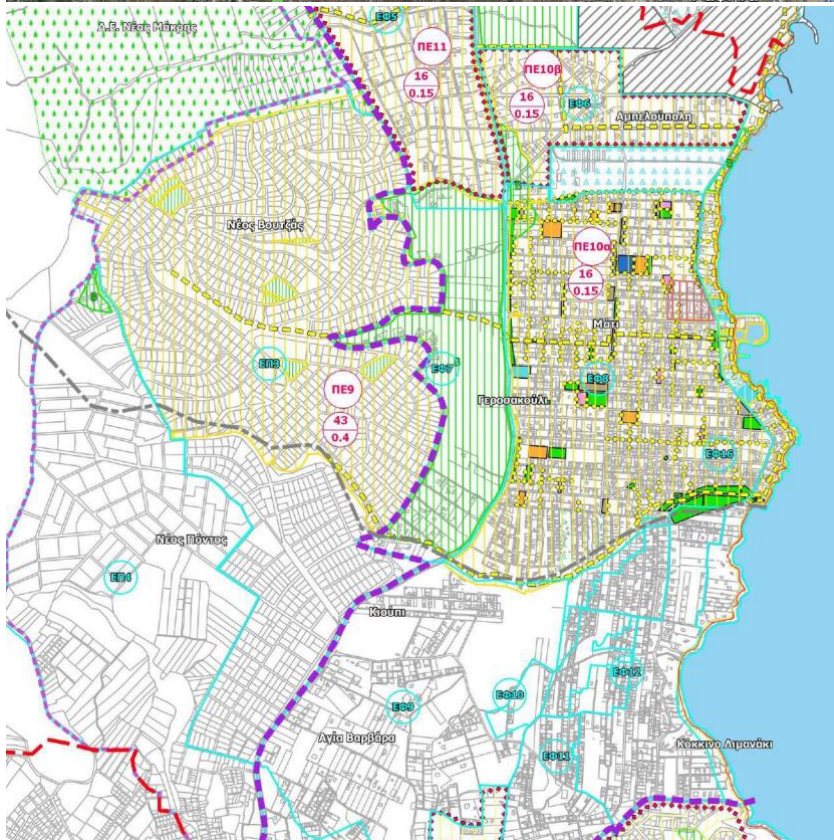 ΕΦ5
Δ.Ε. Νέας Μάκρης
ΠΕ11
16
0.15
ΠΕ10β
16
0.15
ΕΦ6
Αμπελούπολη
Νέος Βουτζάς
ΠΕ10α
16
0.15
Μάτι
ΕΠ3
ΕΦ7
ΠΕ9
ΕΦ8
Γεροσακούλι
43
0.4
ΕΦ16
Νέος Πόντος
ΕΠ4
Κιούπι
ΕΦ12
ΕΦ10
ΕΦ9
Αγία Βαρβάρα
Κόκκινο Λιμανάκι
ΕΦ11